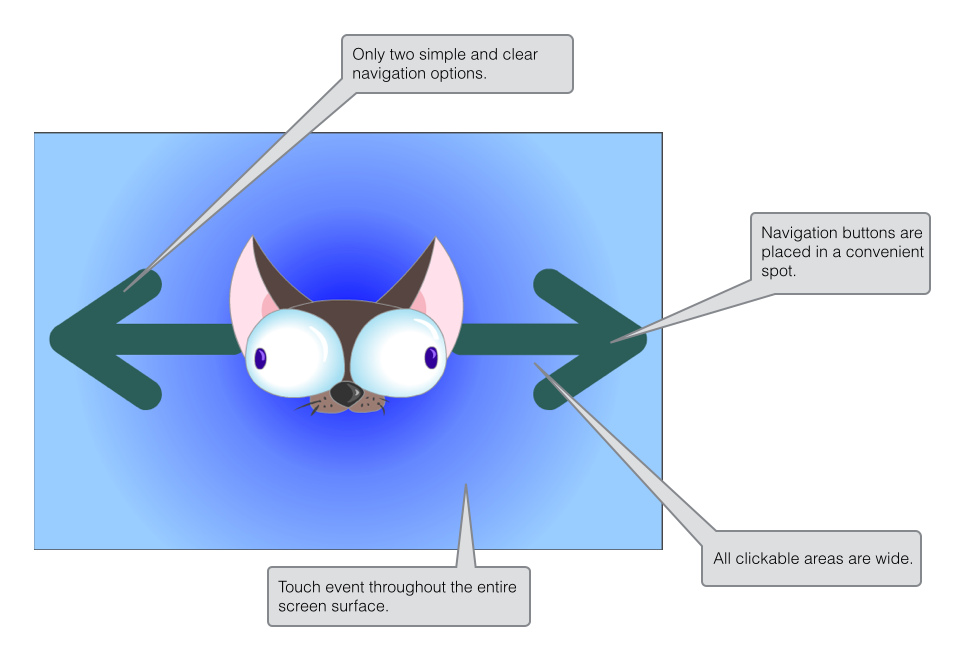 Only two simple and clear
navigation options.
Navigation buttons are
placed in a convenient
spot.
All clickable areas are wide.
Touch event throughout the entire
screen surface.